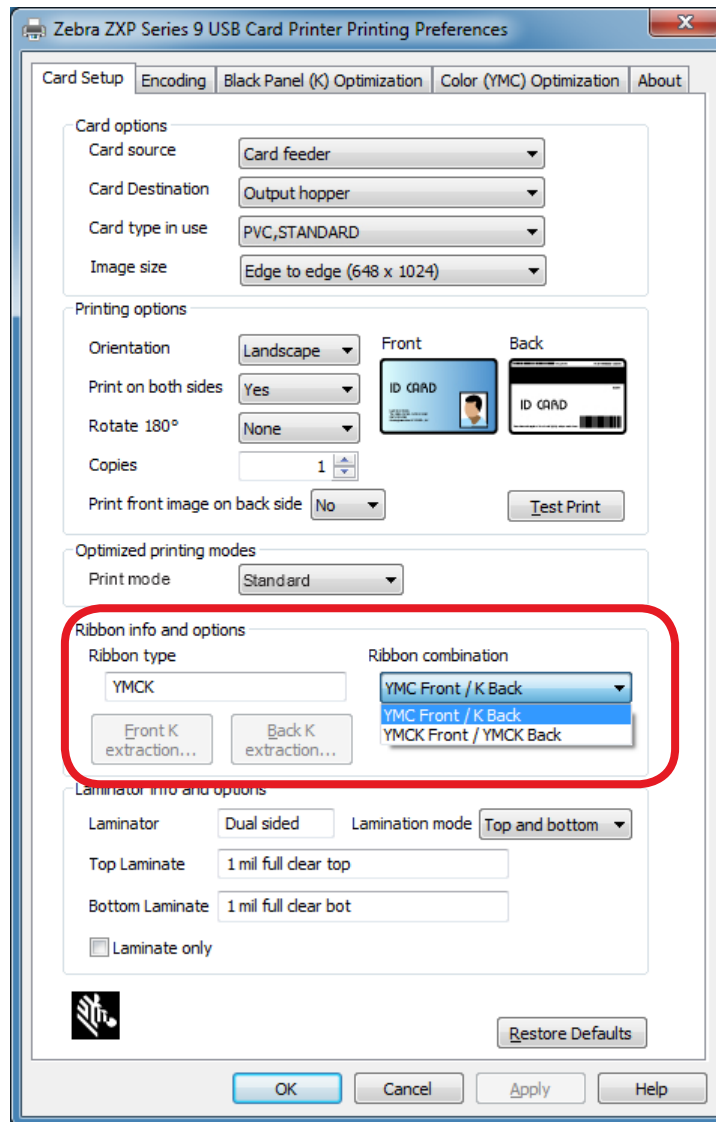 Zebra ZXP Series 9 USB Card Printer Printing Preferences
Card Setup Encoding Black Panel (K) Optimization Color (YMC) Optimization About
Card options
Card source Card feeder
Card Destination Output hopper
Card type in use PVC,STANDARD
Image size Edge to edge (648 x 1024)
Printing options
Orientation Landscape Front Back
Print on both sides Yes
ID CARD
ID CARD
Rotate 180° None
Copies 1
Print front image on back side No Test Print
Optimized printing modes
Print mode Standard
Ribbon info and options
Ribbon type Ribbon combination
YMCK YMC Front / K Back
YMC Front / K Back
YMCK Front / YMCK Back
Front K extraction...
Back K extraction...
Laminator info and options
Laminator Dual sided Lamination mode Top and bottom
Top Laminate 1 mil full clear top
Bottom Laminate 1 mil full clear bot
Laminate only
Restore Defaults
OK Cancel Apply Help